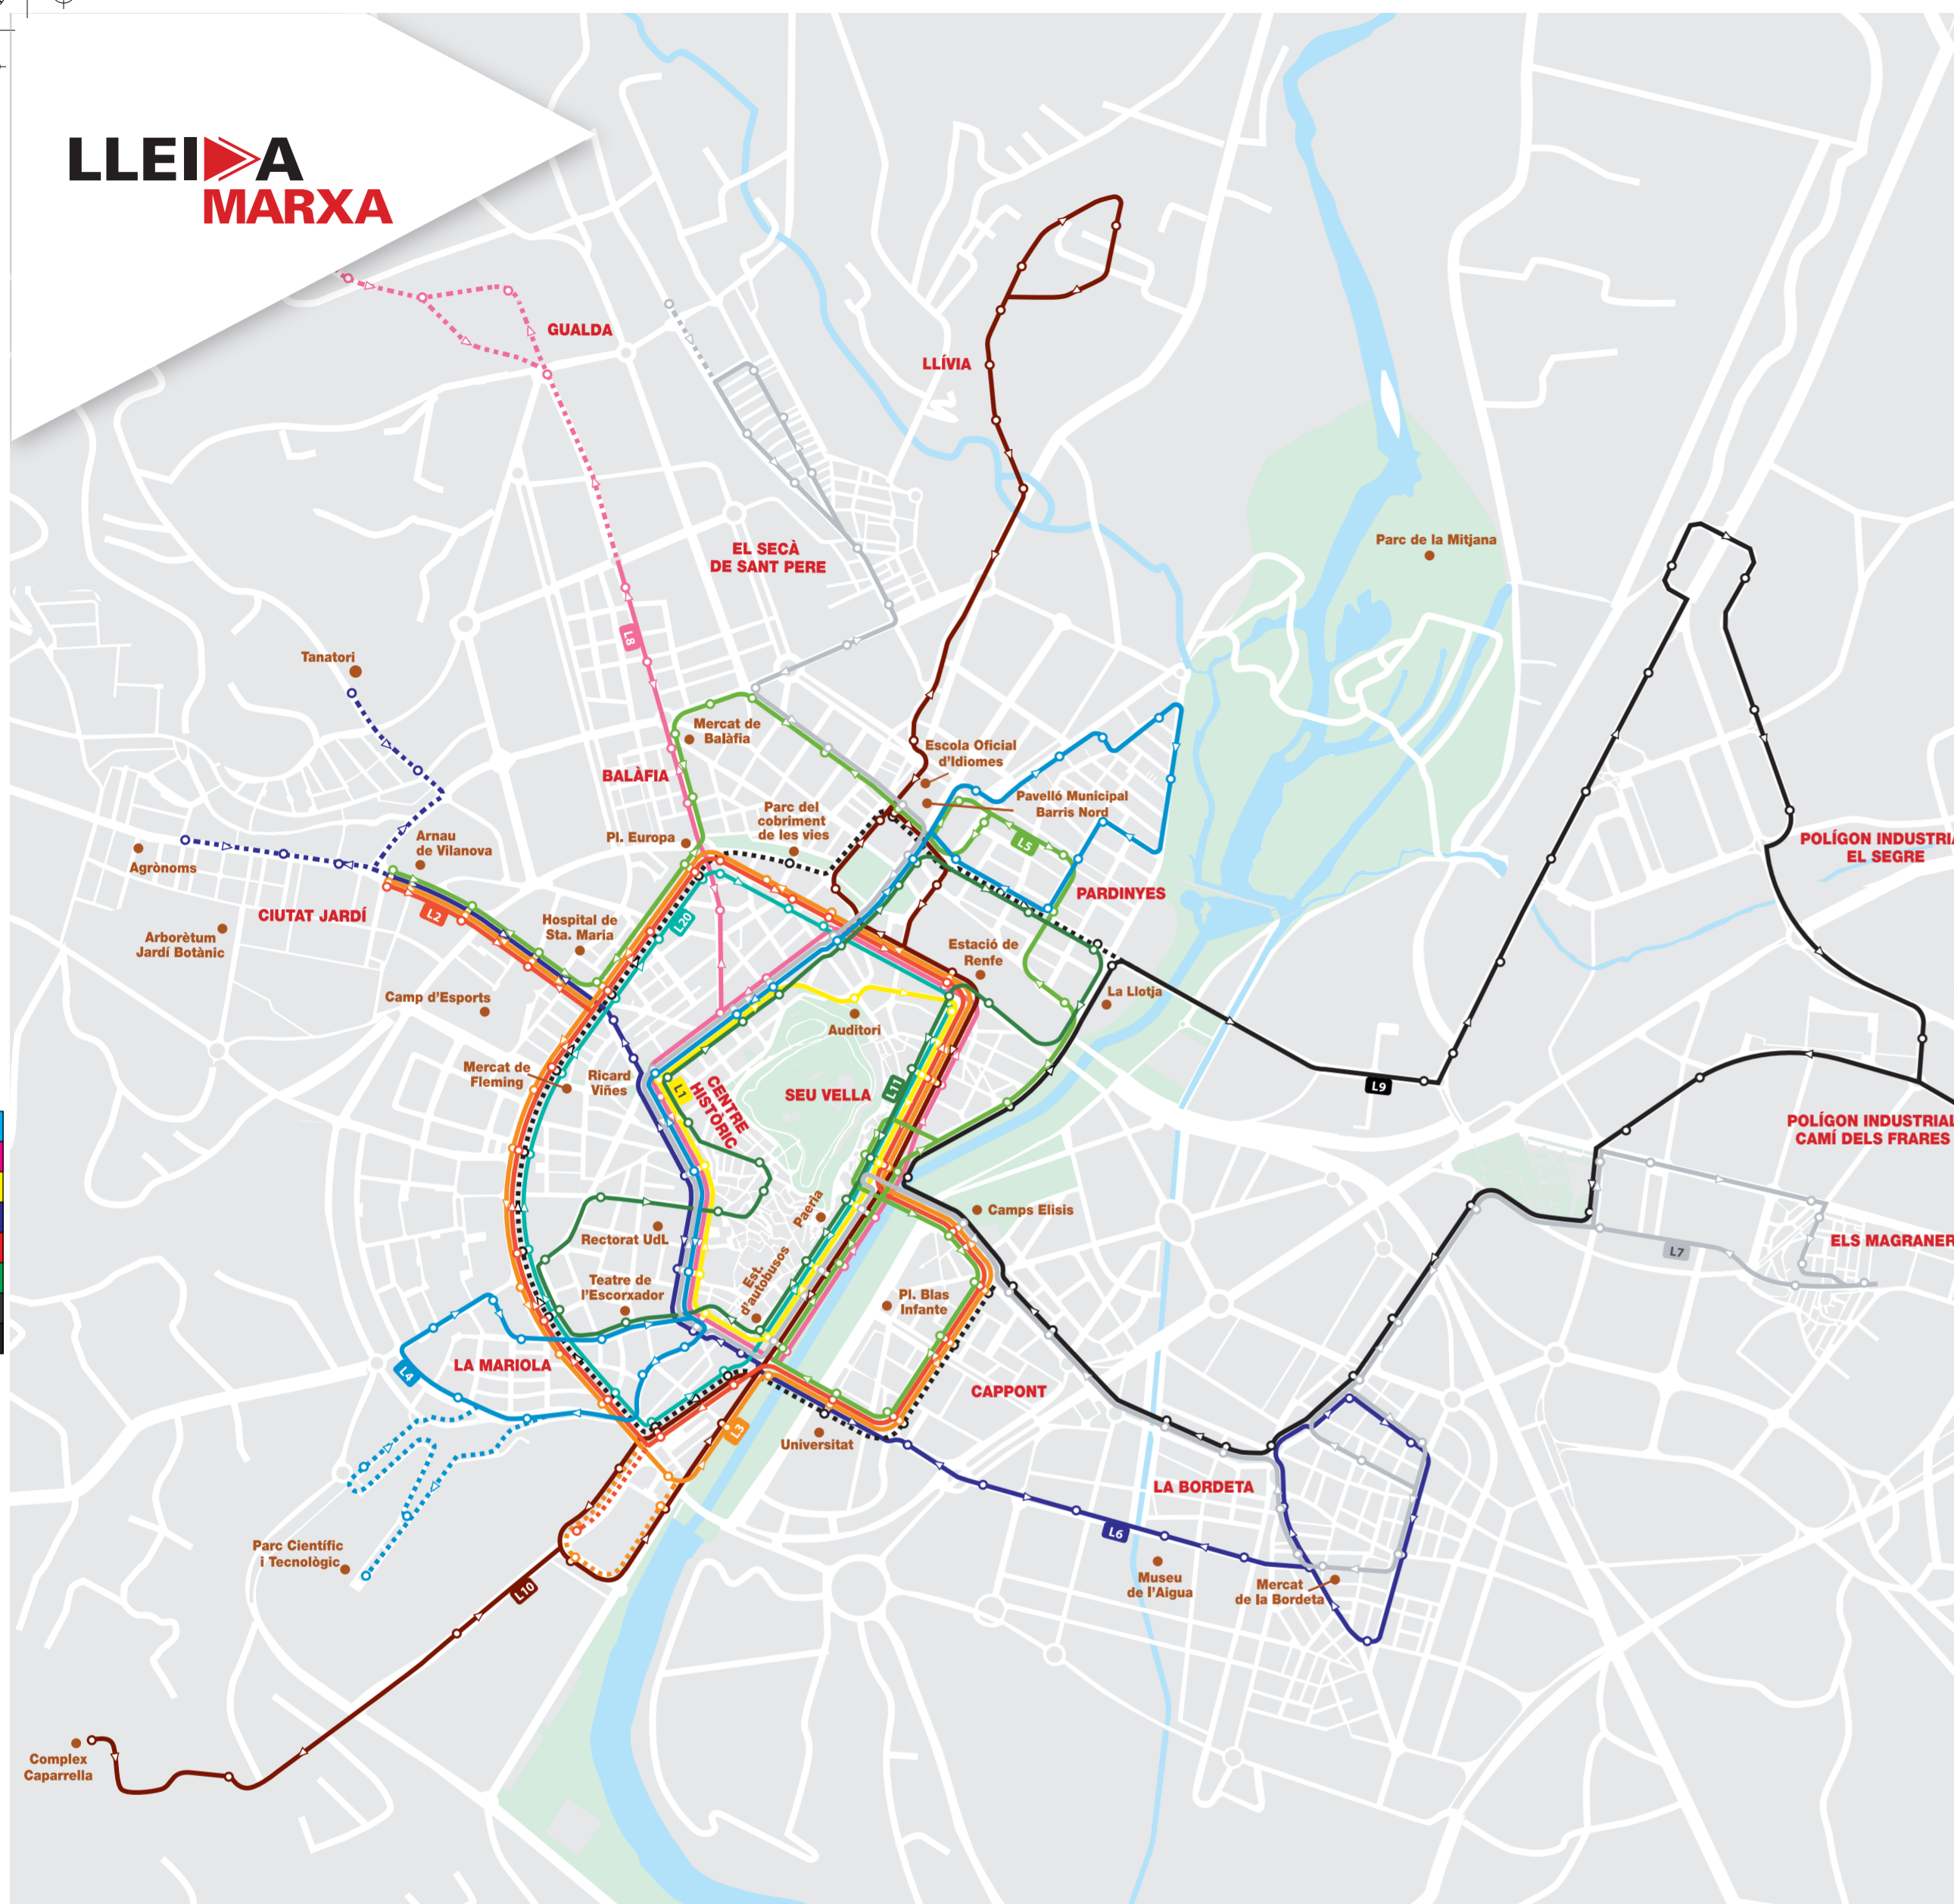 LLEIDA
MARXA
GUALDA
LLÍVIA
EL SECÀ
DE SANT PERE
Parc de la Mitjana
L8
Tanatori
Mercat de
Balàfia
Escola Oficial
d'Idiomes
BALÀFIA
Parc del
cobriment
de les vies
Pavelló Municipal
Barris Nord
Pl. Europa
L5
Arnau
de Vilanova
Agrònoms
POLÍGON INDUSTRIA
EL SEGRE
PARDINYES
CIUTAT JARDÍ
L2
L20
Hospital de
Sta. Maria
Arborètum
Jardí Botànic
Estació de
Renfe
Camp d'Esports
La Llotja
Auditori
Mercat de
Fleming
Ricard
Viñes
L1
CENTRE
HISTÒRIC
SEU VELLA
L11
L9
POLÍGON INDUSTRIAL
CAMÍ DELS FRARES
Paeria
Camps Elisis
Rectorat UdL
L7
ELS MAGRANER
Teatre de
l'Escorxador
Est.
d'autobusos
Pl. Blas
Infante
LA MARIOLA
L4
CAPPONT
L3
Universitat
LA BORDETA
L6
Parc Científic
i Tecnològic
L10
Museu
de l'Aigua
Mercat
de la Bordeta
Complex
Caparrella